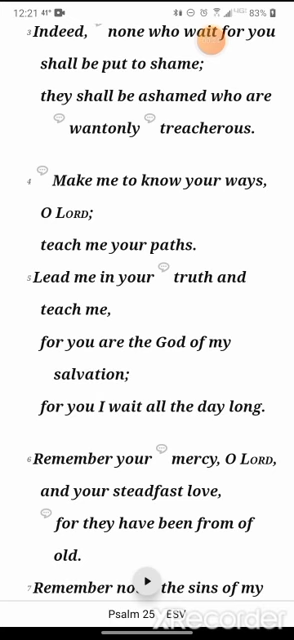 12:21 41° 83%
3 Indeed, none who wait for you
shall be put to shame;
they shall be ashamed who are
wantonly treacherous.
4 Make me to know your ways,
O LORD;
teach me your paths.
5 Lead me in your truth and
teach me,
for you are the God of my
salvation;
for you I wait all the day long.
6 Remember your mercy, O LORD,
and your steadfast love,
for they have been from of
old.
7 Remember the sins of my
Psalm 25 ESV
XRecorder